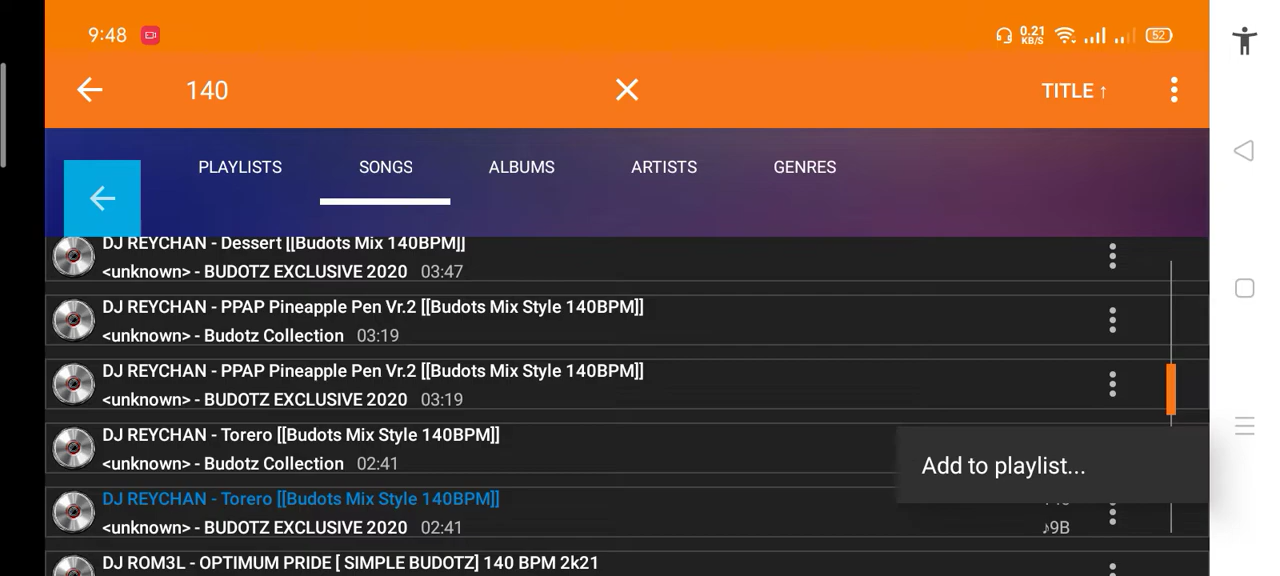 9:48
0.21
KB/S
52
140
TITLE ↑
PLAYLISTS SONGS ALBUMS ARTISTS GENRES
DJ REYCHAN - Dessert [[Budots Mix 140BPM]]
<unknown> - BUDOTZ EXCLUSIVE 2020 03:47
DJ REYCHAN - PPAP Pineapple Pen Vr.2 [[Budots Mix Style 140BPM]]
<unknown> - Budotz Collection 03:19
DJ REYCHAN - PPAP Pineapple Pen Vr.2 [[Budots Mix Style 140BPM]]
<unknown> - BUDOTZ EXCLUSIVE 2020 03:19
DJ REYCHAN - Torero [[Budots Mix Style 140BPM]]
<unknown> - Budotz Collection 02:41
Add to playlist...
DJ REYCHAN - Torero [[Budots Mix Style 140BPM]]
<unknown> - BUDOTZ EXCLUSIVE 2020 02:41
♪9B
DJ ROM3L - OPTIMUM PRIDE [ SIMPLE BUDOTZ] 140 BPM 2k21